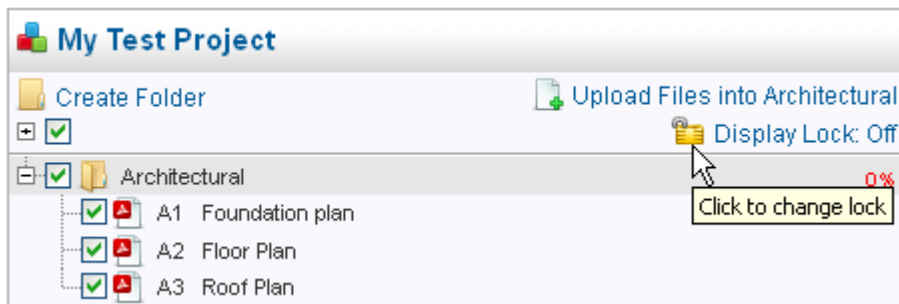 My Test Project
Create Folder
Upload Files into Architectural
Display Lock: Off
Architectural
0%
Click to change lock
A1 Foundation plan
A2 Floor Plan
A3 Roof Plan